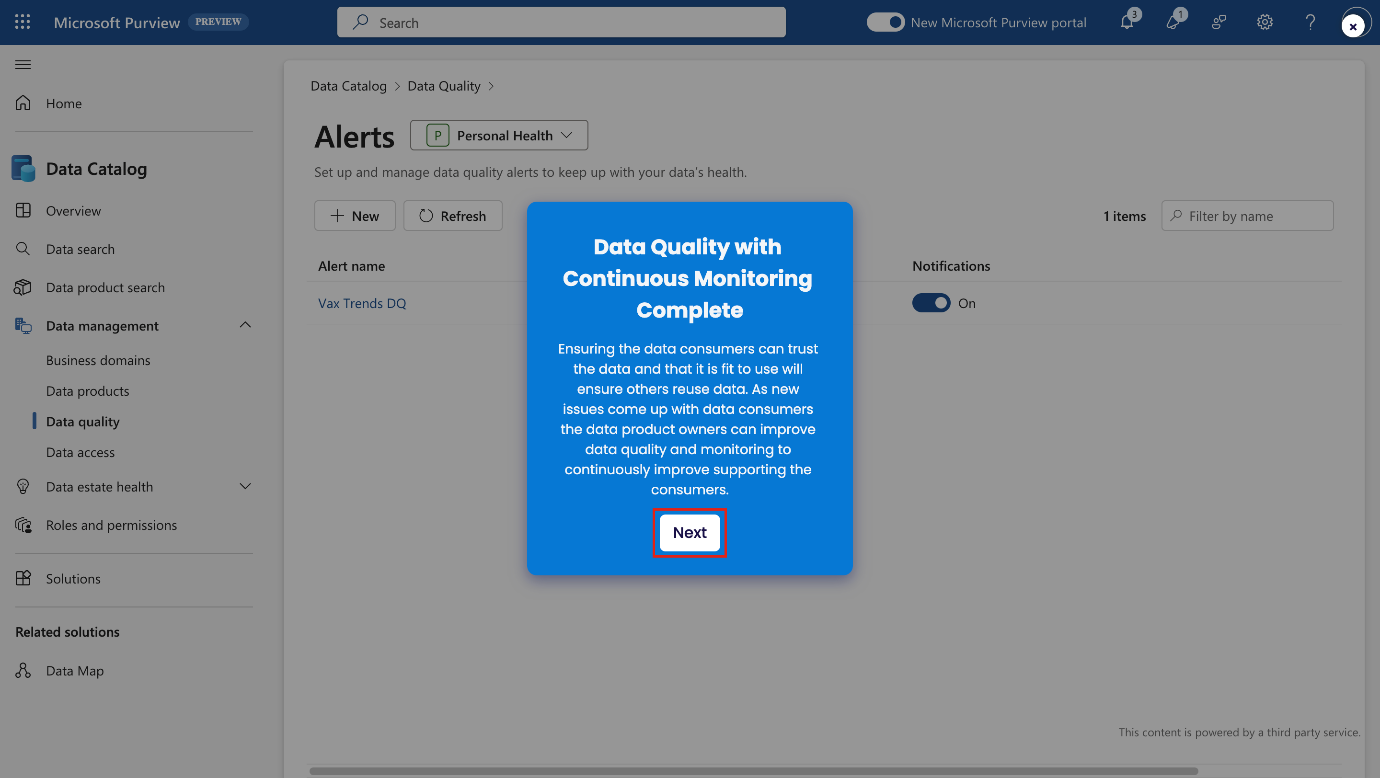 Microsoft Purview PREVIEW
Search
New Microsoft Purview portal
3
1
Home
Data Catalog
Overview
Data search
Data product search
Data management
Business domains
Data products
Data quality
Data access
Data estate health
Roles and permissions
Solutions
Related solutions
Data Map
Data Catalog > Data Quality >
Alerts
P Personal Health
Set up and manage data quality alerts to keep up with your data's health.
New
Refresh
1 items
Filter by name
Alert name
Notifications
Vax Trends DQ
On
Data Quality with
Continuous Monitoring
Complete
Ensuring the data consumers can trust
the data and that it is fit to use will
ensure others reuse data. As new
issues come up with data consumers
the data product owners can improve
data quality and monitoring to
continuously improve supporting the
consumers.
Next
This content is powered by a third party service.